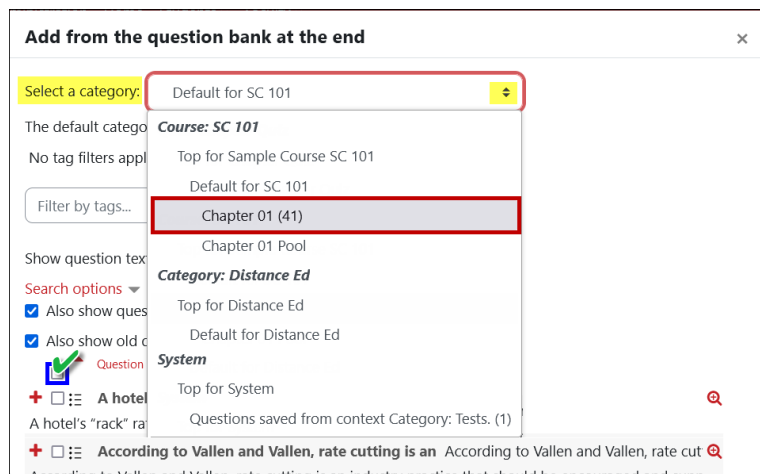 Add from the question bank at the end ×
Select a category: Default for SC 101
The default catego
Course: SC 101
No tag filters appl
Top for Sample Course SC 101
Default for SC 101
Filter by tags...
Chapter 01 (41)
Chapter 01 Pool
Show question tex
Category: Distance Ed
Search options
Top for Distance Ed
Also show ques
Default for Distance Ed
Also show old
System
Question
Top for System
A hotel
A hotel's "rack" ra
Questions saved from context Category: Tests. (1)
According to Vallen and Vallen, rate cutting is an According to Vallen and Vallen, rate cut